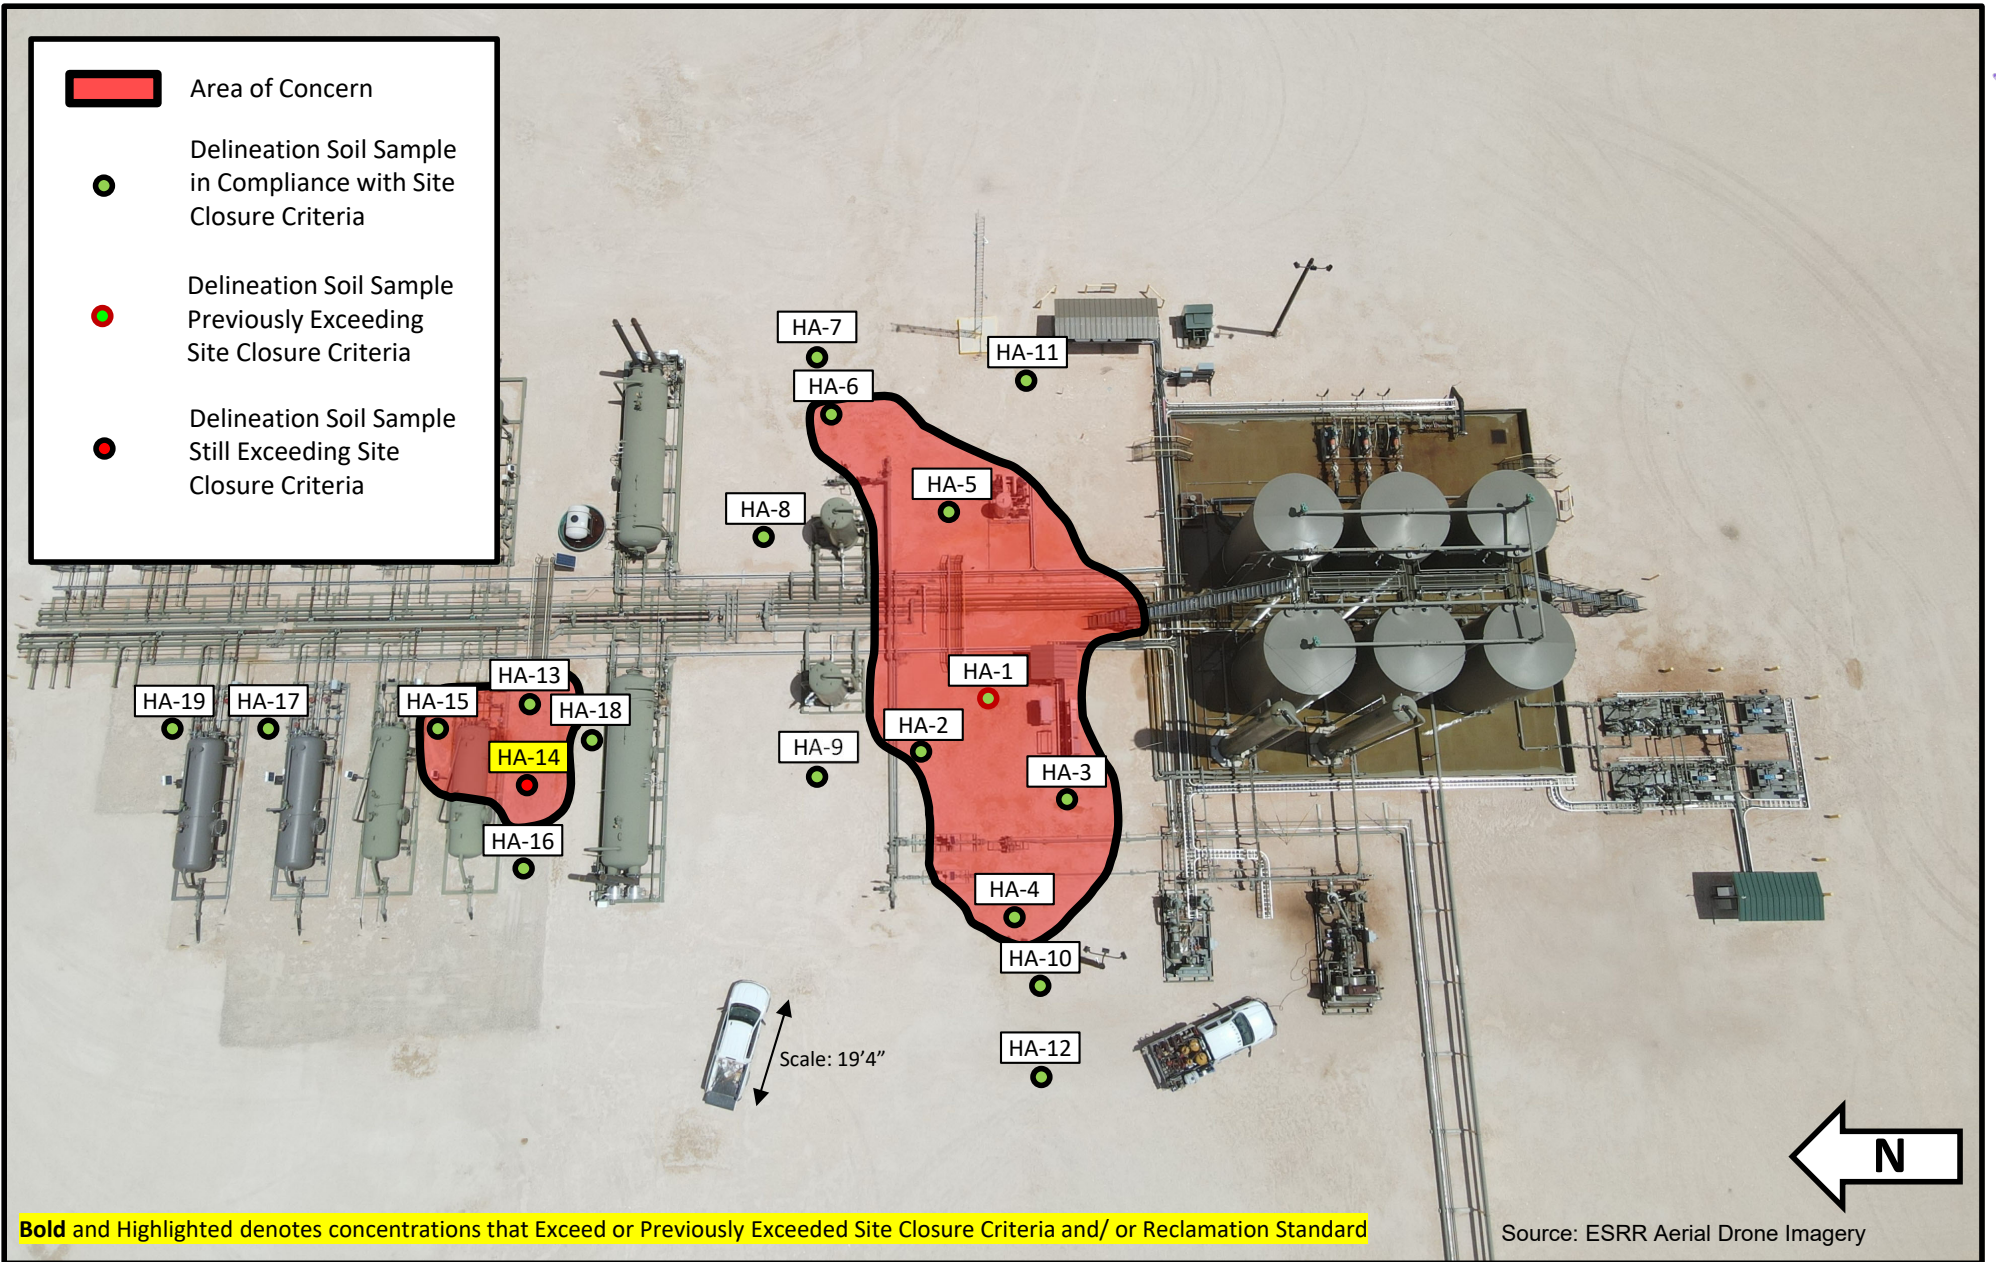 Area of Concern
Delineation Soil Sample
in Compliance with Site
Closure Criteria
Delineation Soil Sample
Previously Exceeding
Site Closure Criteria
Delineation Soil Sample
Still Exceeding Site
Closure Criteria
HA-7
HA-11
HA-6
HA-5
HA-8
HA-13
HA-1
HA-19
HA-17
HA-15
HA-18
HA-2
HA-9
HA-14
HA-3
HA-16
HA-4
HA-10
HA-12
Scale: 19’4”
N
Bold and Highlighted denotes concentrations that Exceed or Previously Exceeded Site Closure Criteria and/ or Reclamation Standard
Source: ESRR Aerial Drone Imagery